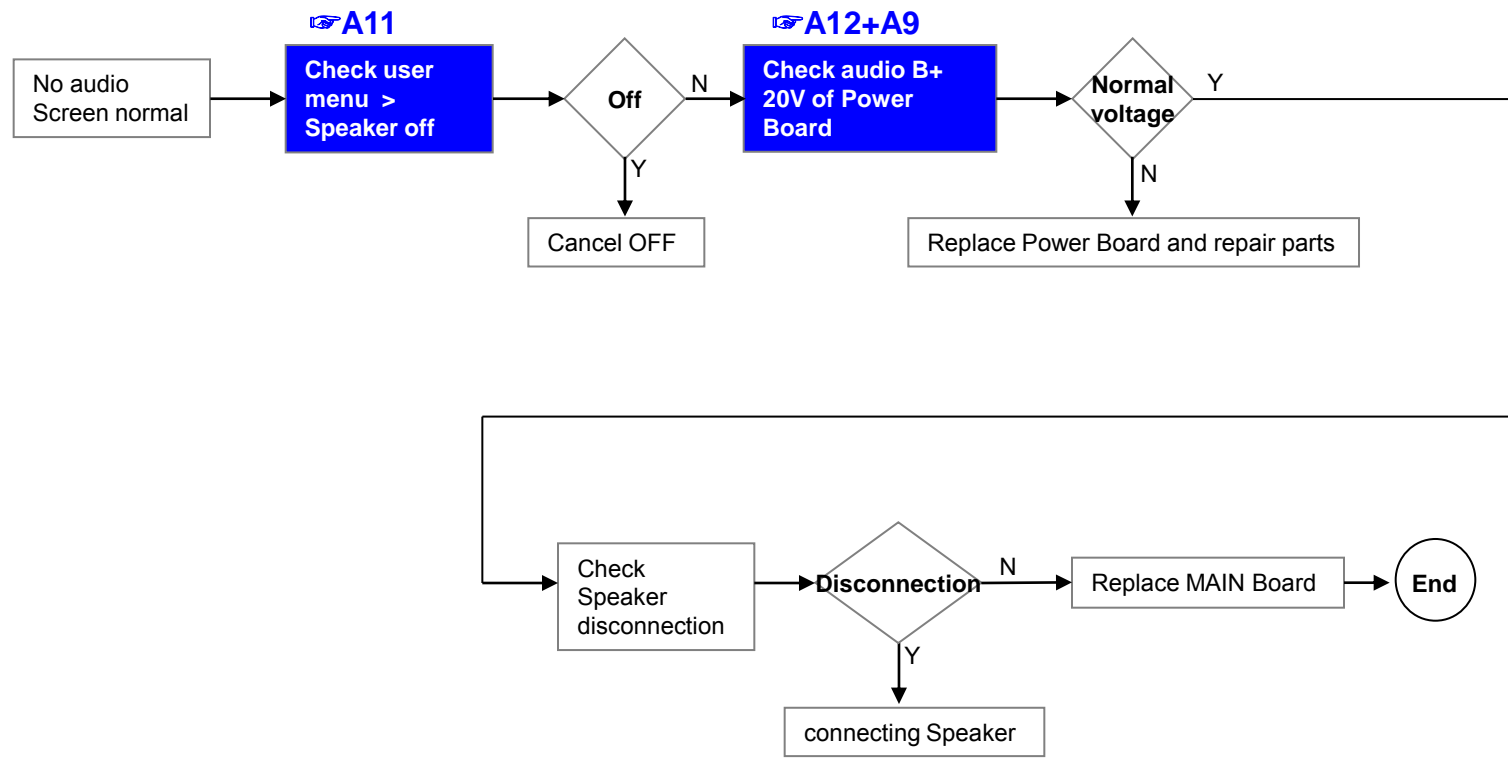 ☞A11
☞A12+A9
No audio
Screen normal
Check user
menu >
Speaker off
Off
N
Y
Cancel OFF
Check audio B+
20V of Power
Board
Normal
voltage
Y
N
Replace Power Board and repair parts
Check
Speaker
disconnection
Disconnection
N
Y
connecting Speaker
Replace MAIN Board
End